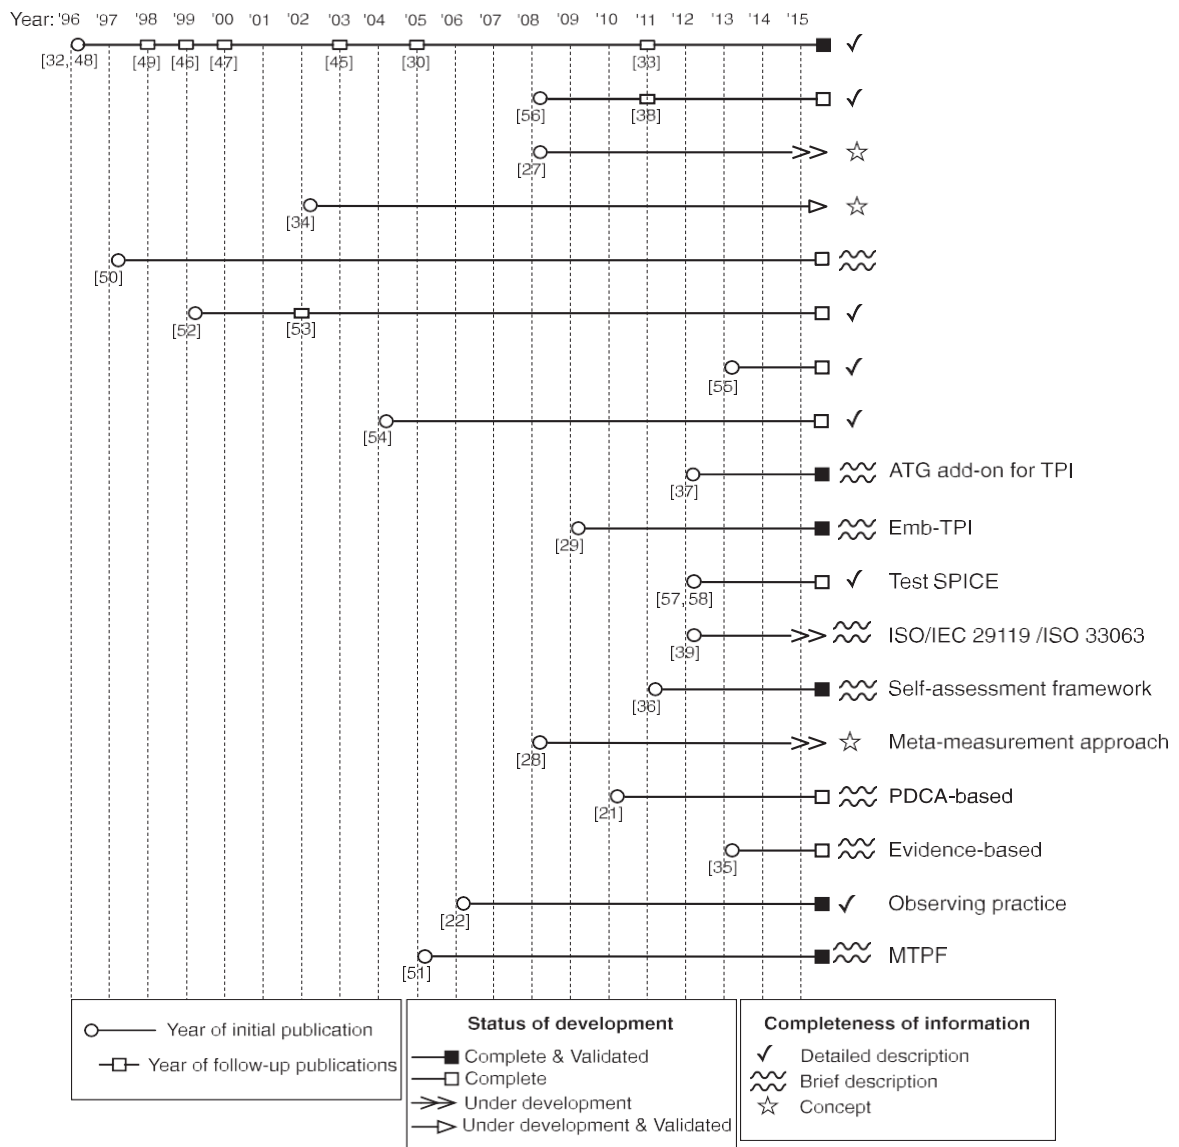 Year: '96 '97 '98 '99 '00 '01 '02 '03 '04 '05 '06 '07 '08 '09 '10 '11 '12 '13 '14 '15
[32, 48] [49] [46] [47] [45] [30] [33]
[56] [38]
[27]
[34]
[50]
[52] [53]
[55]
[54]
[37] ATG add-on for TPI
[29] Emb-TPI
[57, 58] Test SPICE
[39] ISO/IEC 29119 /ISO 33063
[36] Self-assessment framework
[28] Meta-measurement approach
[21] PDCA-based
[35] Evidence-based
[22] Observing practice
[51] MTPF
Year of initial publication
Year of follow-up publications
Status of development
Complete & Validated
Complete
Under development
Under development & Validated
Completeness of information
Detailed description
Brief description
Concept